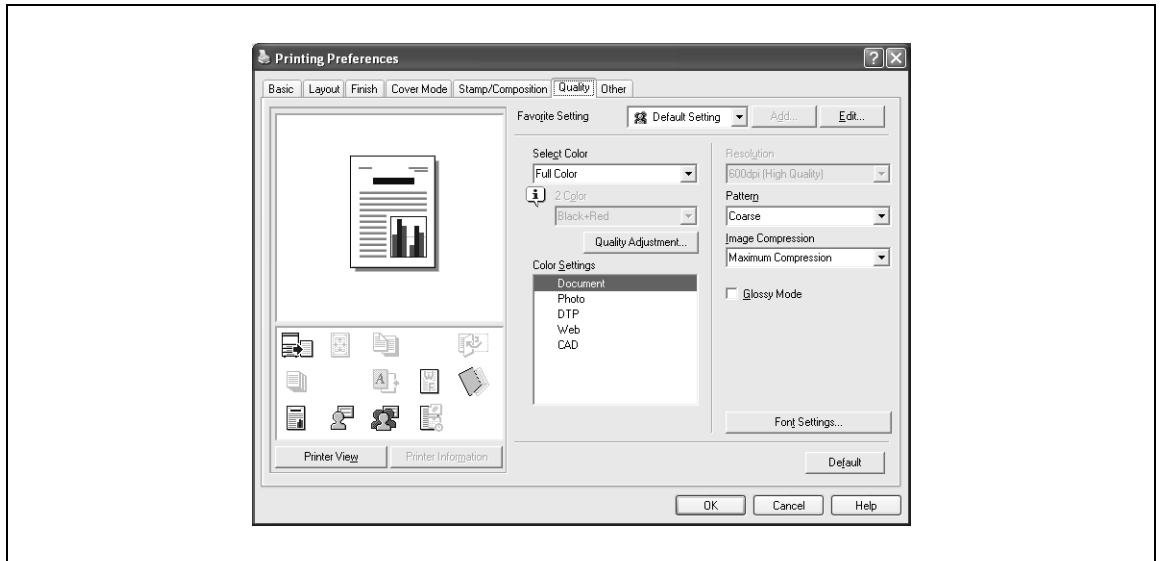 Printing Preferences
Basic Layout Finish Cover Mode Stamp/Composition Quality Other
Favorite Setting Default Setting Add... Edit...
Select Color
Full Color
2 Color
Black+Red
Quality Adjustment...
Color Settings
Document
Photo
DTP
Web
CAD
Resolution
600dpi (High Quality)
Pattern
Coarse
Image Compression
Maximum Compression
Glossy Mode
Font Settings...
Printer View Printer Information
Default
OK Cancel Help